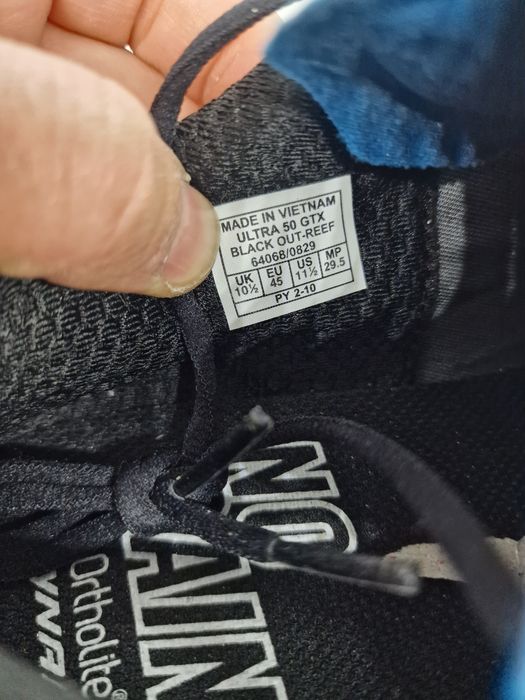 MADE IN VIETNAM
ULTRA 50 GTX
BLACK OUT-REEF
64068/0829
UK EU US MP
10½ 45 11½ 29.5
PY 2-10
NO
Ortholite®